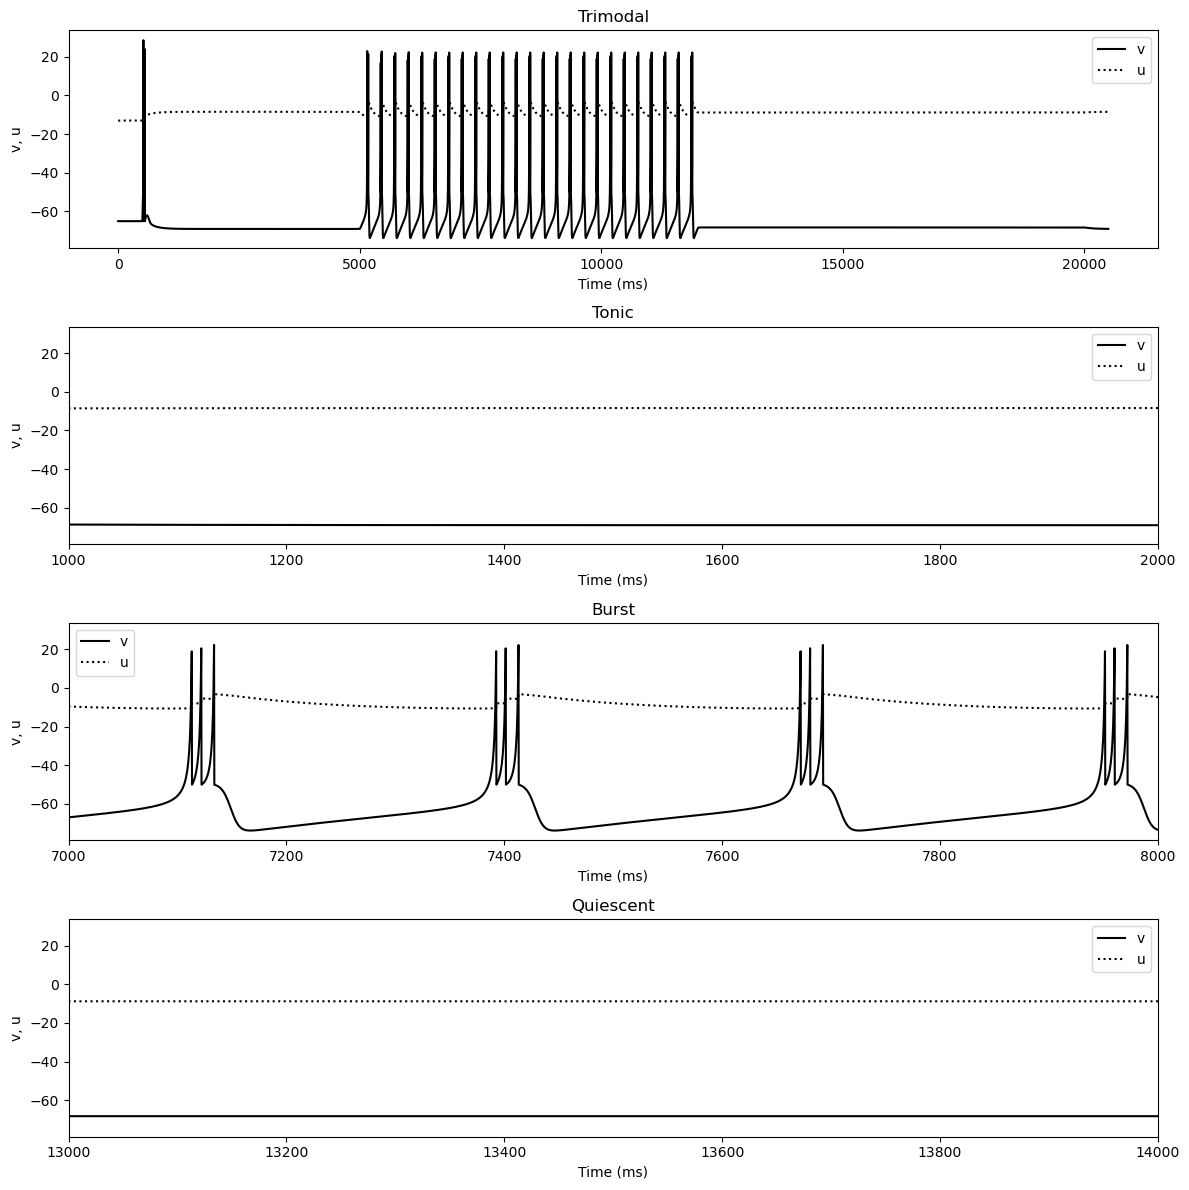 Trimodal
v, u
20
0
−20
−40
−60
v
u
0
5000
10000
15000
20000
Time (ms)
Tonic
v, u
20
0
−20
−40
−60
v
u
1000
1200
1400
1600
1800
2000
Time (ms)
Burst
v, u
20
0
−20
−40
−60
v
u
7000
7200
7400
7600
7800
8000
Time (ms)
Quiescent
v, u
20
0
−20
−40
−60
v
u
13000
13200
13400
13600
13800
14000
Time (ms)